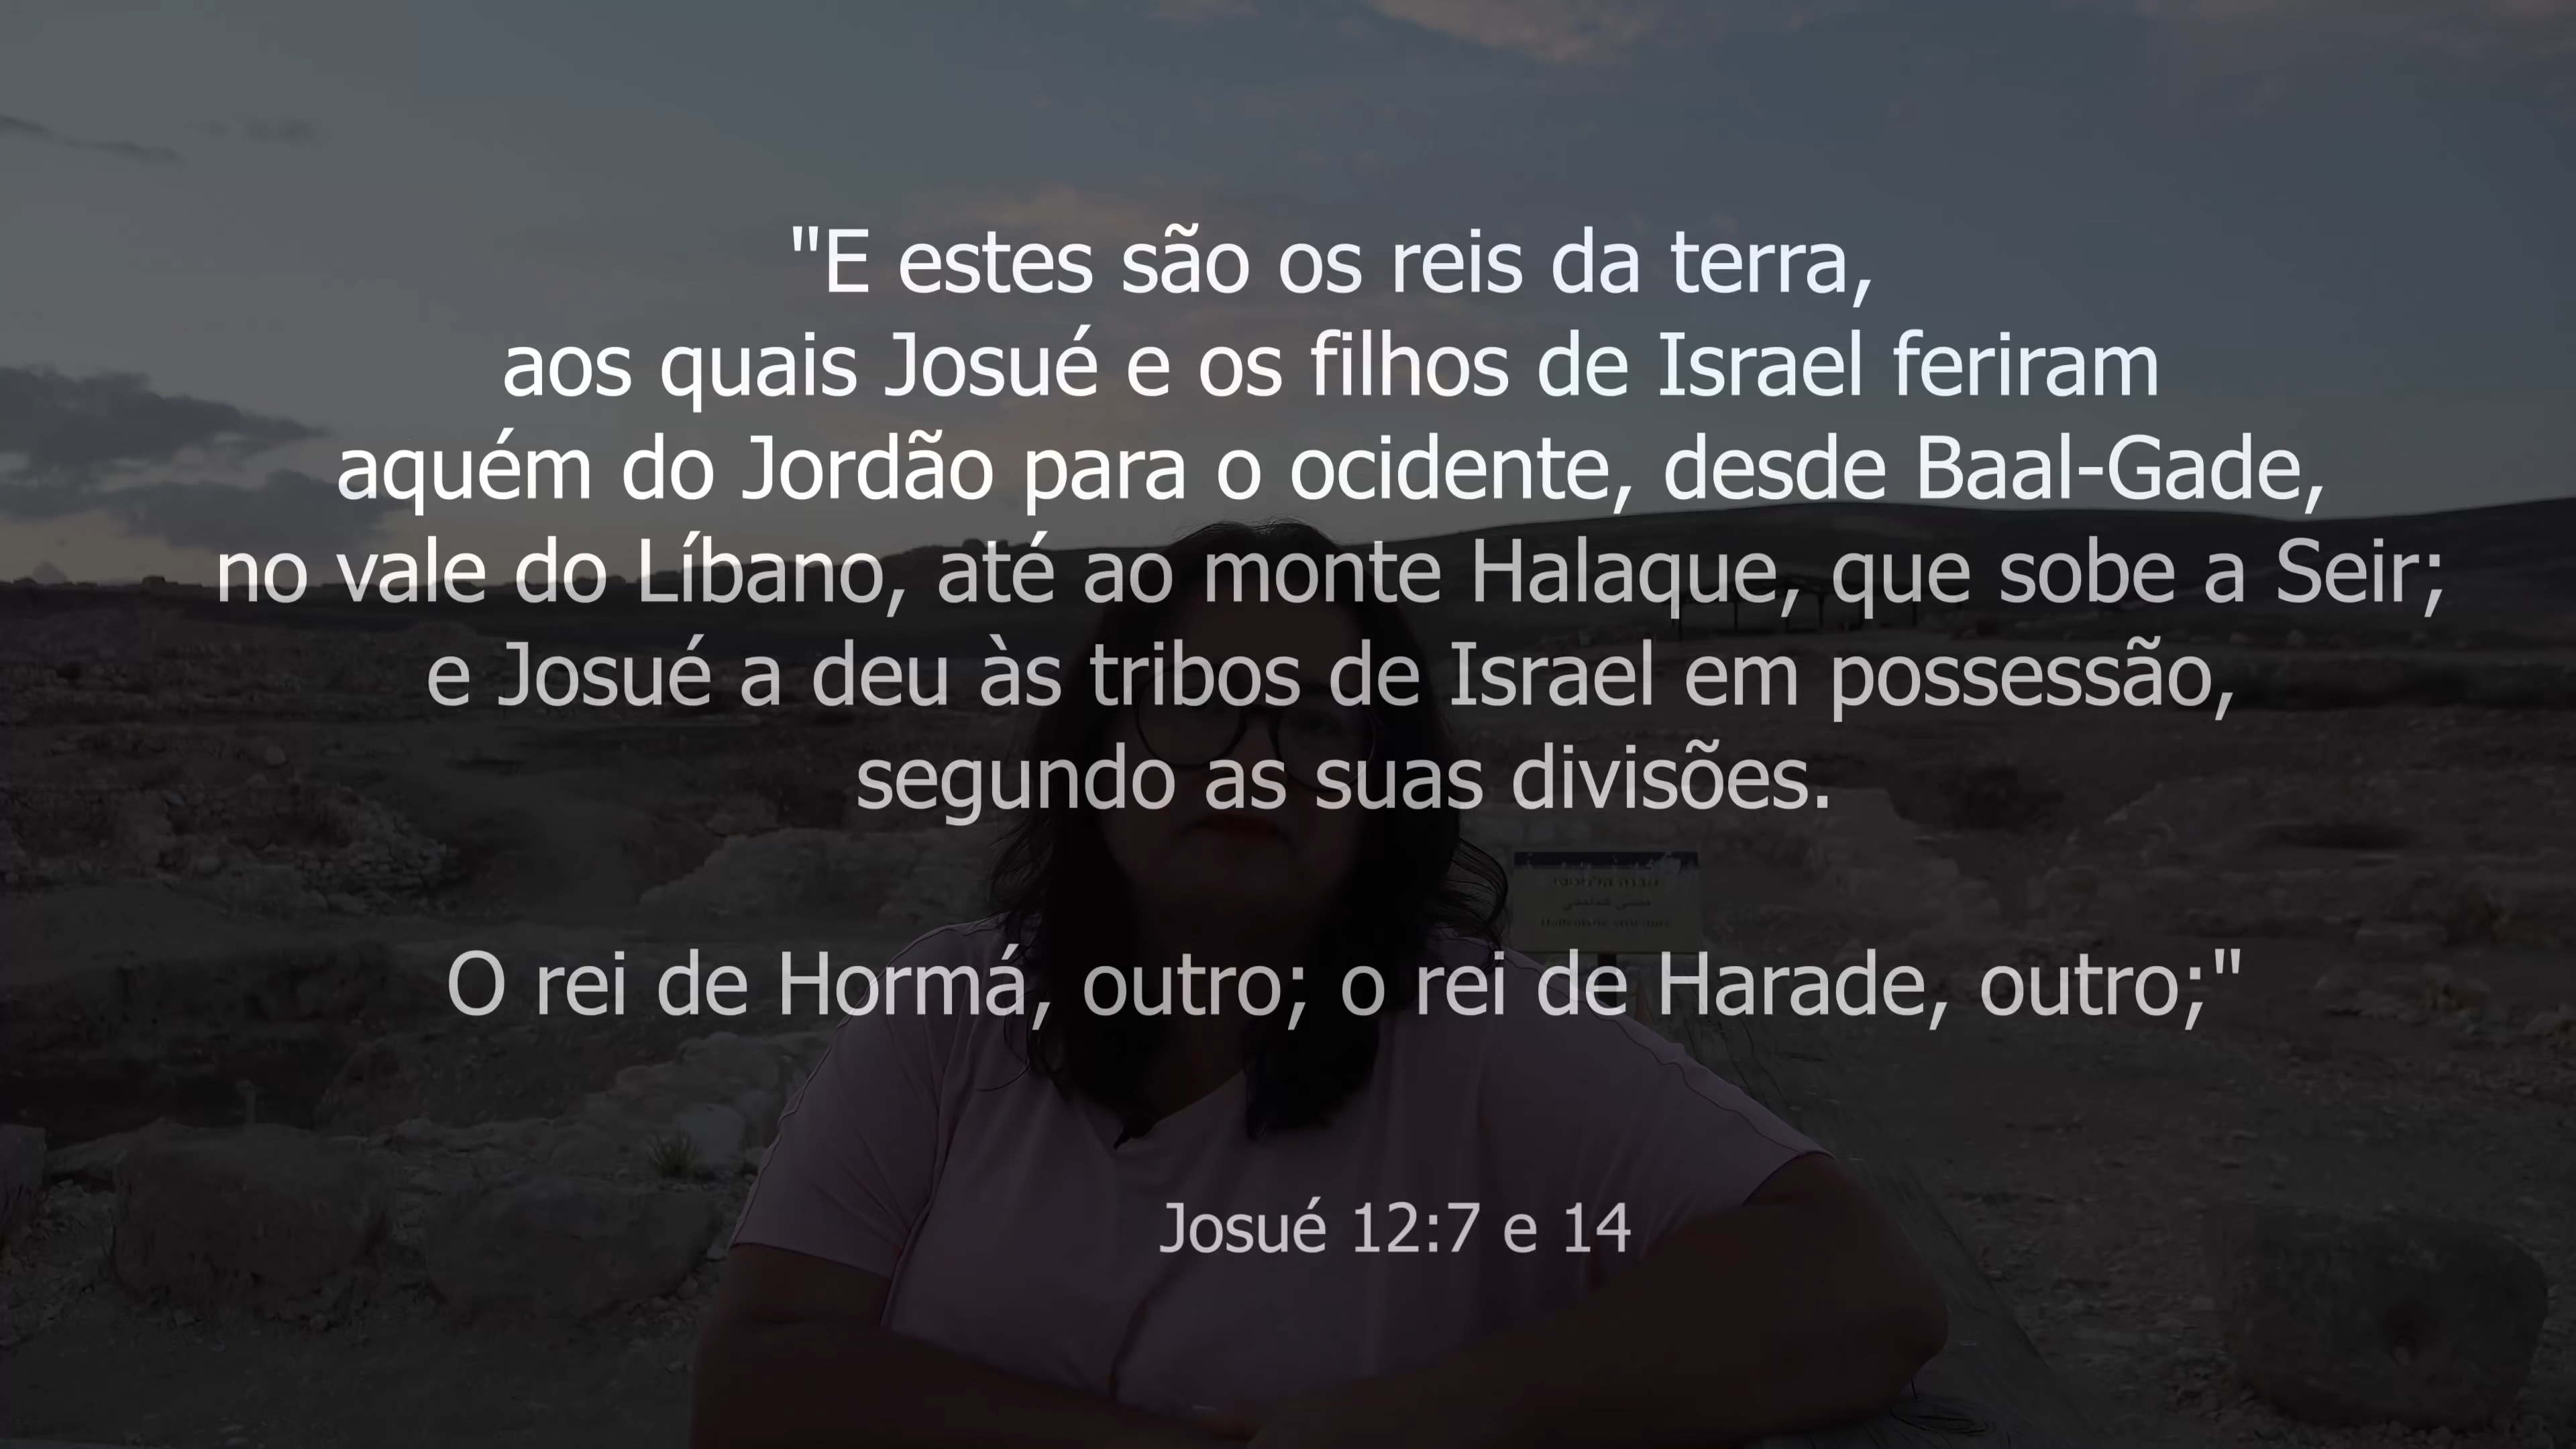 "E estes são os reis da terra,
aos quais Josué e os filhos de Israel feriram
aquém do Jordão para o ocidente, desde Baal-Gade,
no vale do Líbano, até ao monte Halaque, que sobe a Seir;
e Josué a deu às tribos de Israel em possessão,
segundo as suas divisões.
O rei de Hormá, outro; o rei de Harade, outro;"
Josué 12:7 e 14